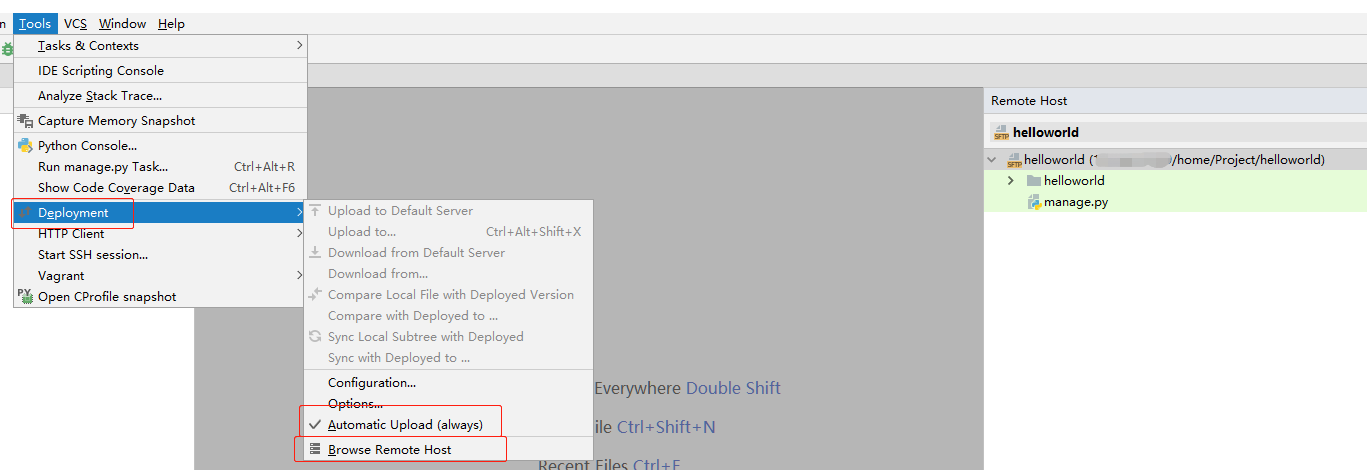 Tools VCS Window Help
Tasks & Contexts
IDE Scripting Console
Analyze Stack Trace...
Capture Memory Snapshot
Python Console...
Run manage.py Task... Ctrl+Alt+R
Show Code Coverage Data Ctrl+Alt+F6
Deployment
HTTP Client
Start SSH session...
Vagrant
Open CProfile snapshot
Upload to Default Server
Upload to... Ctrl+Alt+Shift+X
Download from Default Server
Download from...
Compare Local File with Deployed Version
Compare with Deployed to ...
Sync Local Subtree with Deployed
Sync with Deployed to ...
Configuration...
Options...
Automatic Upload (always)
Browse Remote Host
Everywhere Double Shift
Ctrl+Shift+N
Recent Files Ctrl+E
Remote Host
SFTP helloworld
SFTP helloworld (1 /home/Project/helloworld)
helloworld
manage.py